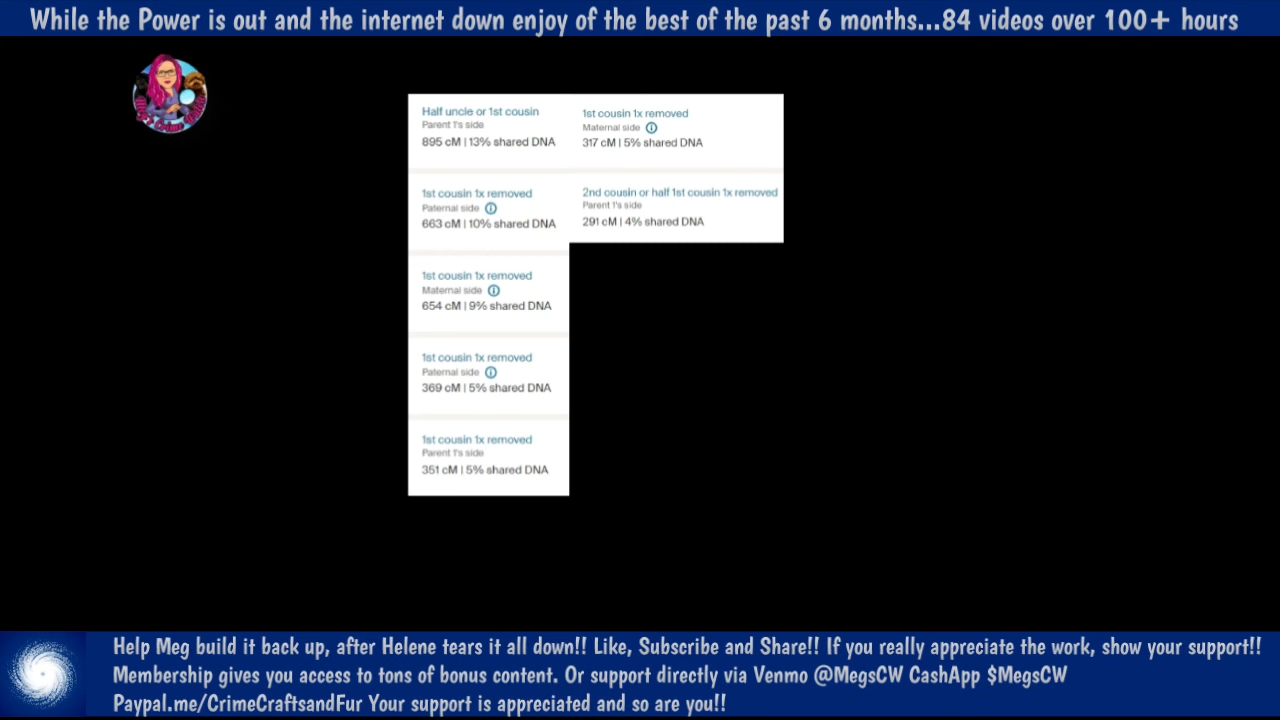 While the Power is out and the internet down enjoy of the best of the past 6 months...84 videos over 100+ hours
Half uncle or 1st cousin
Parent 1's side
895 cM | 13% shared DNA
1st cousin 1x removed
Paternal side
663 cM | 10% shared DNA
1st cousin 1x removed
Maternal side
654 cM | 9% shared DNA
1st cousin 1x removed
Paternal side
369 cM | 5% shared DNA
1st cousin 1x removed
Parent 1's side
351 cM | 5% shared DNA
1st cousin 1x removed
Maternal side
317 cM | 5% shared DNA
2nd cousin or half 1st cousin 1x removed
Parent 1's side
291 cM | 4% shared DNA
Help Meg build it back up, after Helene tears it all down!! Like, Subscribe and Share!! If you really appreciate the work, show your support!!
Membership gives you access to tons of bonus content. Or support directly via Venmo @MegsCW CashApp $MegsCW
Paypal.me/CrimeCraftsandFur Your support is appreciated and so are you!!